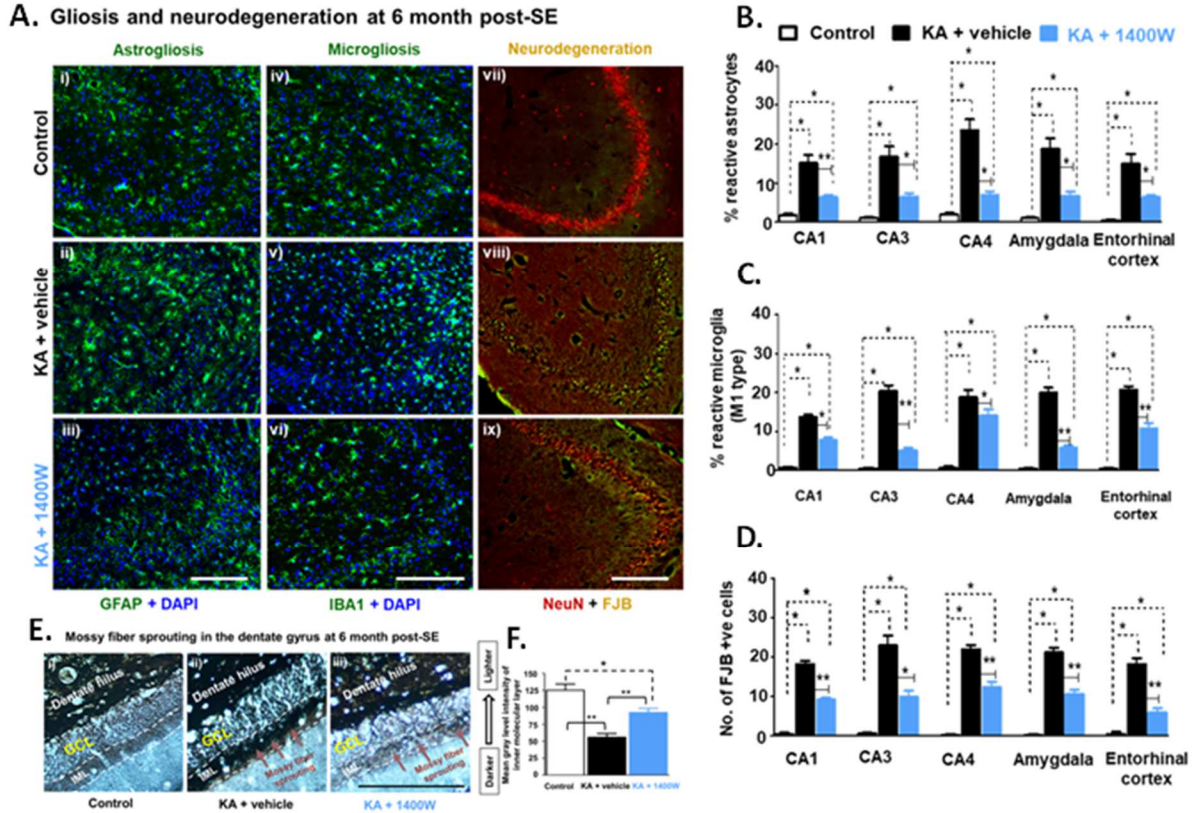 A. Gliosis and neurodegeneration at 6 month post-SE
Astrogliosis Microgliosis Neurodegeneration
Control
i) iv) vii)
KA + vehicle
ii) v) viii)
KA + 1400W
iii) vi) ix)
GFAP + DAPI IBA1 + DAPI NeuN + FJB
B.
Control KA + vehicle KA + 1400W
% reactive astrocytes
40
30
20
10
0
* * ** * * * * * * * * * * * *
CA1 CA3 CA4 Amygdala Entorhinal
cortex
C.
% reactive microglia
(M1 type)
40
30
20
10
0
* * * * * ** * * * * * ** * * **
CA1 CA3 CA4 Amygdala Entorhinal
cortex
D.
No. of FJB +ve cells
40
30
20
10
0
* * ** * * * * * ** * * ** * * **
CA1 CA3 CA4 Amygdala Entorhinal
cortex
E. Mossy fiber sprouting in the dentate gyrus at 6 month post-SE
i)
Dentate hilus
GCL
IML
Control
ii)
Dentate hilus
GCL
IML
Mossy fiber
sprouting
KA + vehicle
iii)
Dentate hilus
GCL
IML
Mossy fiber
sprouting
KA + 1400W
F.
Lighter
Darker
Mean gray level intensity of
inner molecular layer
150
125
100
75
50
25
0
* ** **
Control KA + vehicle KA + 1400W